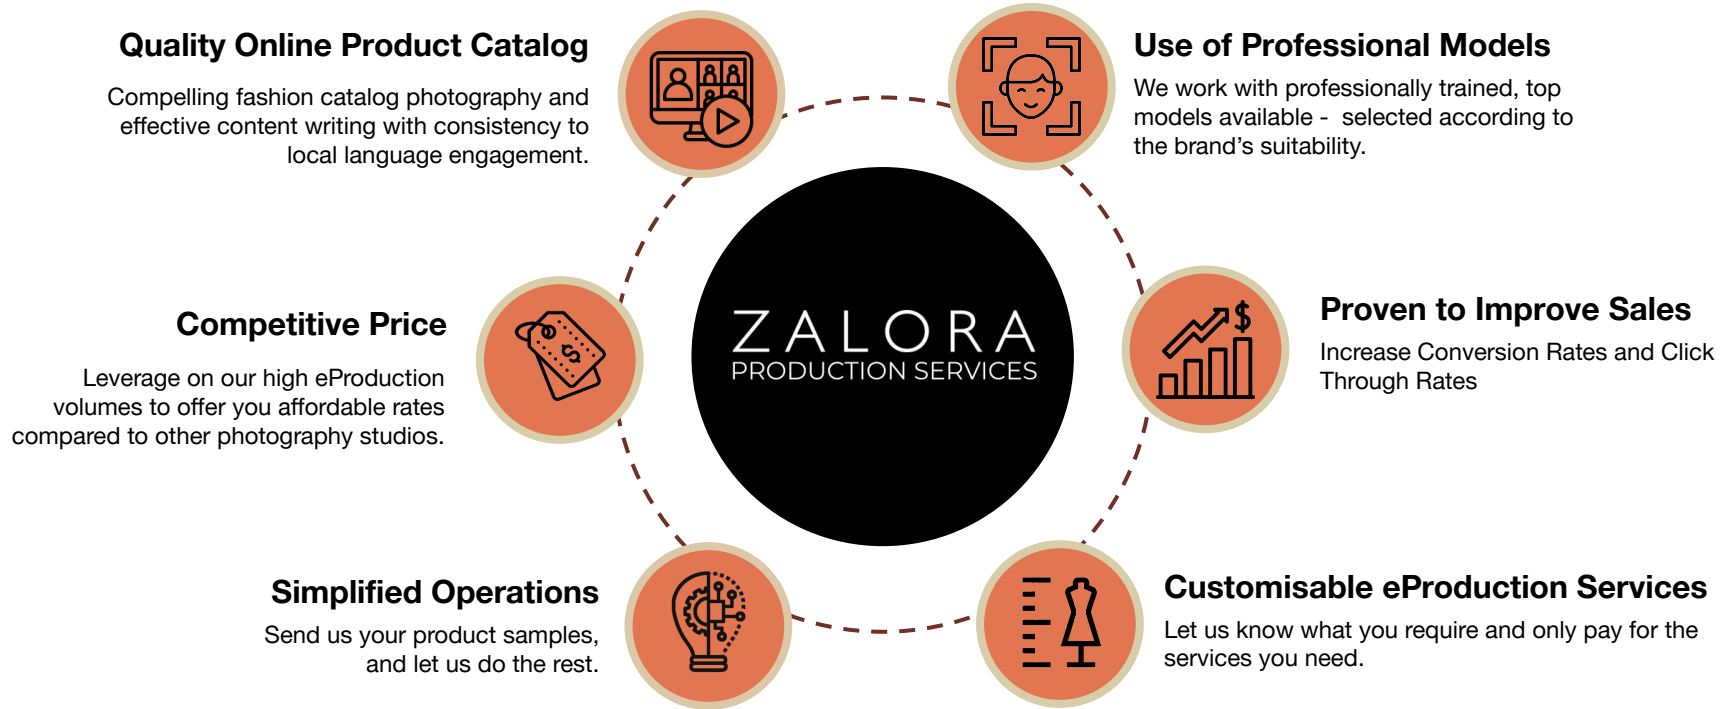 Quality Online Product Catalog
Compelling fashion catalog photography and
effective content writing with consistency to
local language engagement.
Use of Professional Models
We work with professionally trained, top
models available -  selected according to
the brand’s suitability.
Competitive Price
Leverage on our high eProduction
volumes to offer you affordable rates
compared to other photography studios.
ZALORA
PRODUCTION SERVICES
$
$
Proven to Improve Sales
Increase Conversion Rates and Click
Through Rates
Simplified Operations
Send us your product samples,
and let us do the rest.
Customisable eProduction Services
Let us know what you require and only pay for the
services you need.